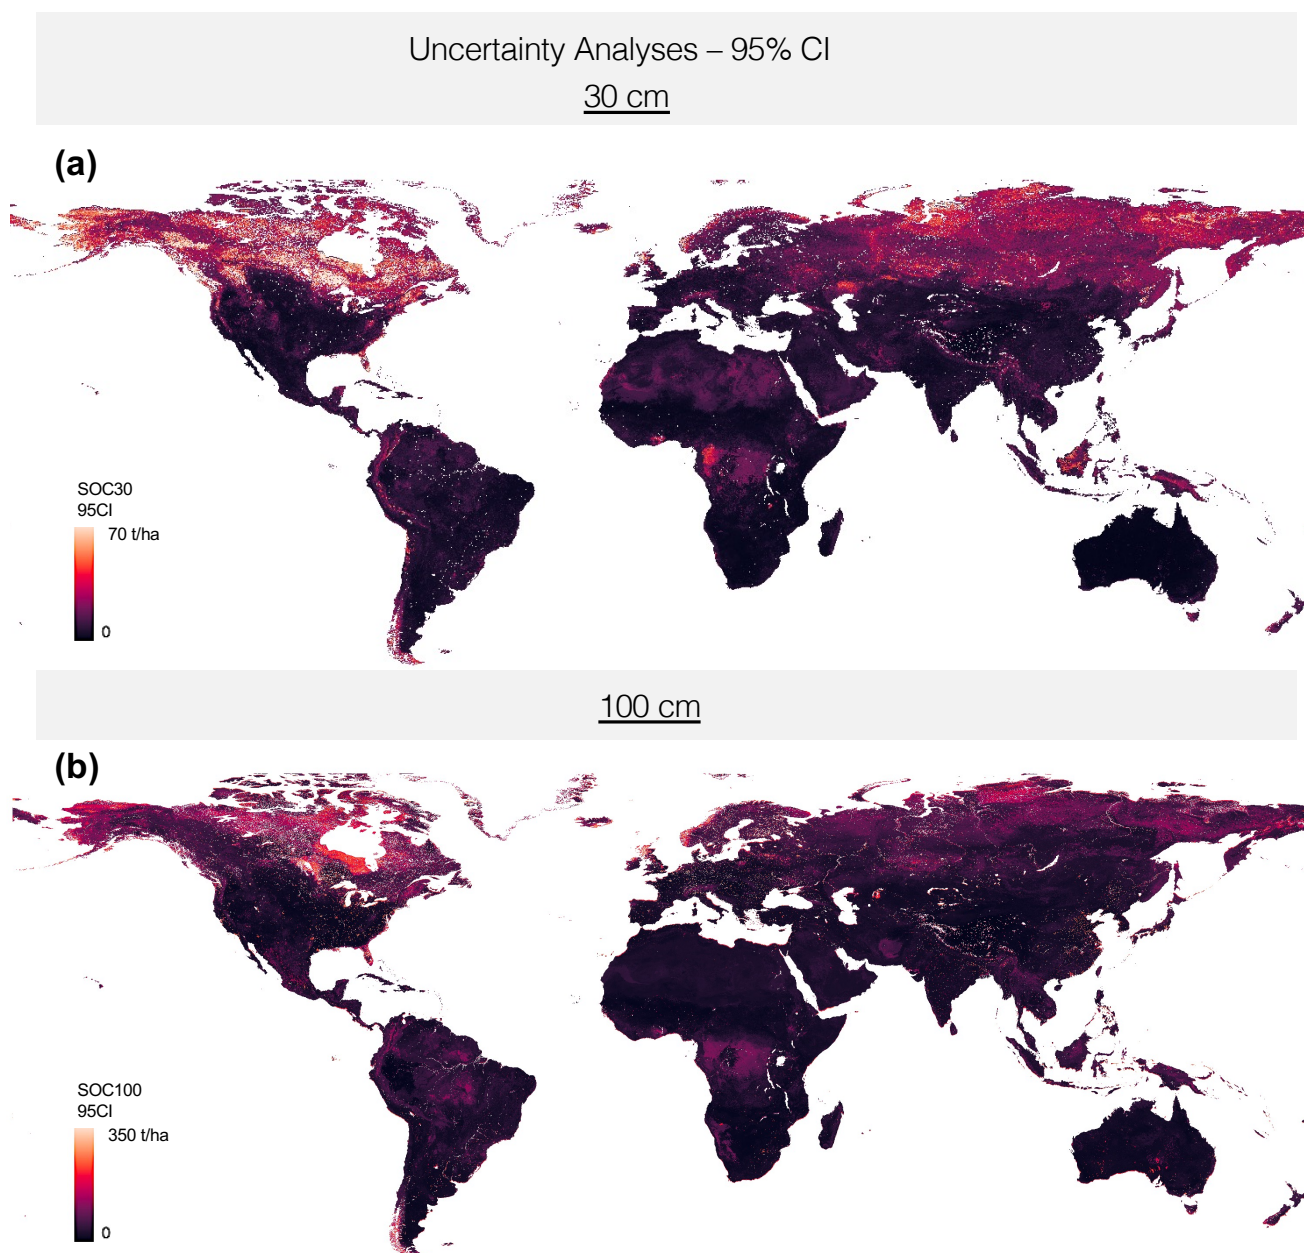 Uncertainty Analyses – 95% CI
30 cm
(a)
SOC30
95CI
70 t/ha
0
100 cm
(b)
SOC100
95CI
350 t/ha
0